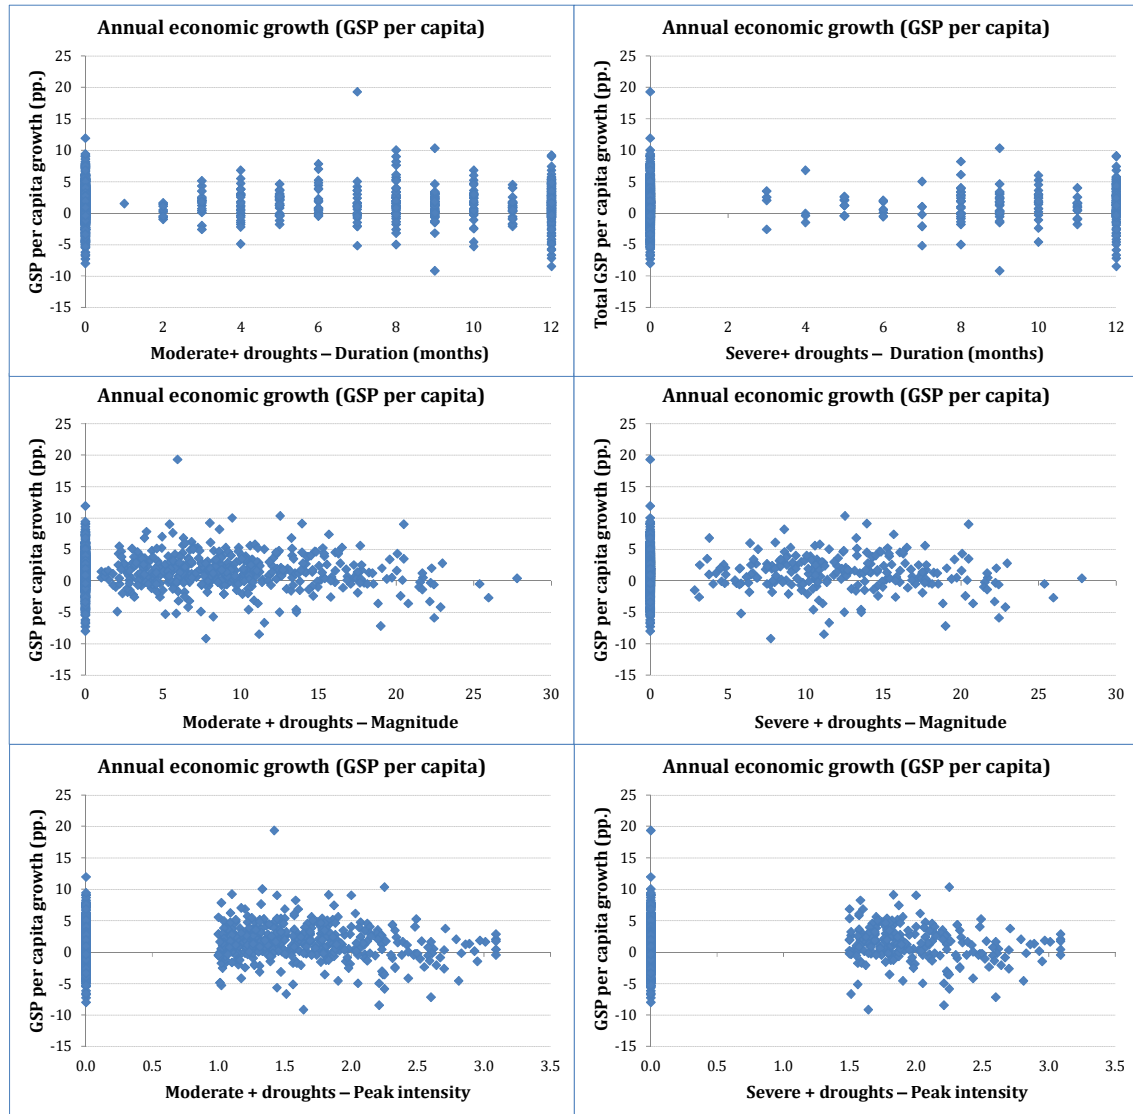 Annual economic growth (GSP per capita)
GSP per capita growth (pp.)
25
20
15
10
5
0
-5
-10
-15
0 2 4 6 8 10 12
Moderate+ droughts – Duration (months)
Annual economic growth (GSP per capita)
Total GSP per capita growth (pp.)
25
20
15
10
5
0
-5
-10
-15
0 2 4 6 8 10 12
Severe+ droughts – Duration (months)
Annual economic growth (GSP per capita)
GSP per capita growth (pp.)
25
20
15
10
5
0
-5
-10
-15
0 5 10 15 20 25 30
Moderate + droughts – Magnitude
Annual economic growth (GSP per capita)
GSP per capita growth (pp.)
25
20
15
10
5
0
-5
-10
-15
0 5 10 15 20 25 30
Severe + droughts – Magnitude
Annual economic growth (GSP per capita)
GSP per capita growth (pp.)
25
20
15
10
5
0
-5
-10
-15
0.0 0.5 1.0 1.5 2.0 2.5 3.0 3.5
Moderate + droughts – Peak intensity
Annual economic growth (GSP per capita)
GSP per capita growth (pp.)
25
20
15
10
5
0
-5
-10
-15
0.0 0.5 1.0 1.5 2.0 2.5 3.0 3.5
Severe + droughts – Peak intensity